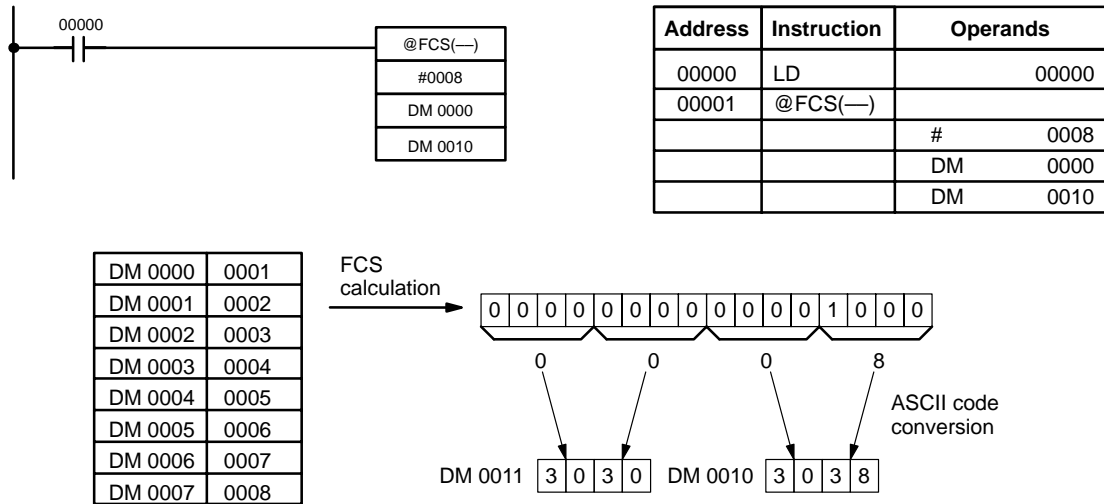 00000
@FCS(––)
#0008
DM 0000
DM 0010
Address Instruction Operands
00000 LD 00000
00001 @FCS(––)
# 0008
DM 0000
DM 0010
DM 0000 0001
DM 0001 0002
DM 0002 0003
DM 0003 0004
DM 0004 0005
DM 0005 0006
DM 0006 0007
DM 0007 0008
FCS
calculation
0 0 0 0 0 0 0 0 0 0 0 0 1 0 0 0
0 0 0 8
ASCII code
conversion
DM 0011 3 0 3 0 DM 0010 3 0 3 8